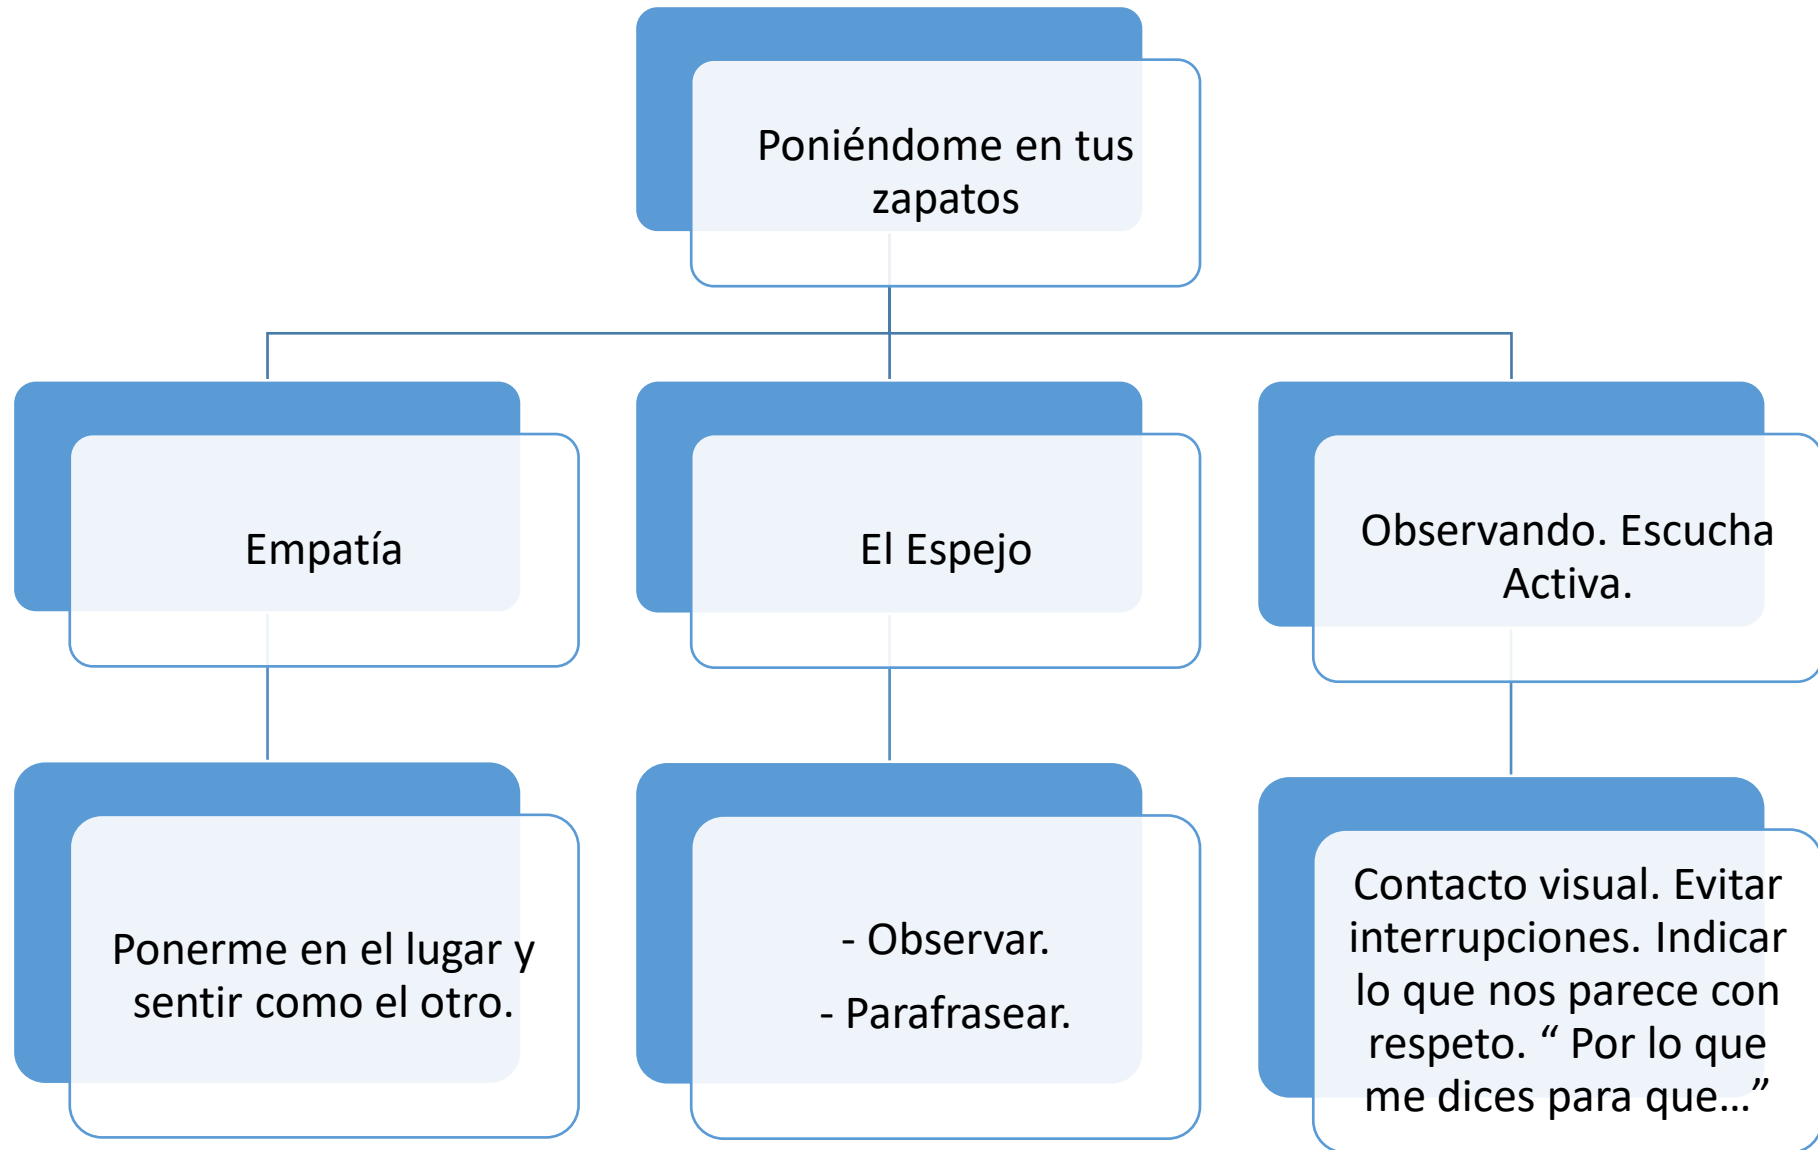 Poniéndome en tus
zapatos
Empatía
El Espejo
Observando. Escucha
Activa.
Ponerme en el lugar y
sentir como el otro.
- Observar.
- Parafrasear.
Contacto visual. Evitar
interrupciones. Indicar
lo que nos parece con
respeto. “ Por lo que
me dices para que…”